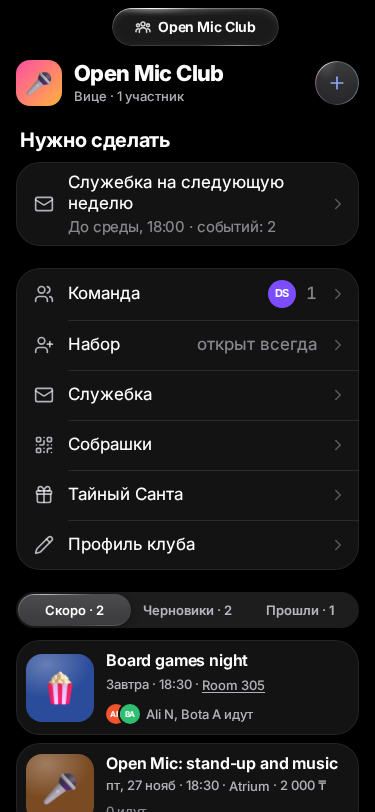 Open Mic Club
Open Mic Club
Вице · 1 участник
Нужно сделать
Служебка на следующую
неделю
До среды, 18:00 · событий: 2
Команда DS 1
Набор открыт всегда
Служебка
Собрашки
Тайный Санта
Профиль клуба
Скоро · 2 Черновики · 2 Прошли · 1
Board games night
Завтра · 18:30 · Room 305
BA Ali N, Bota A идут
Open Mic: stand-up and music
пт, 27 нояб · 18:30 · Atrium · 2 000 ₸
0 идут